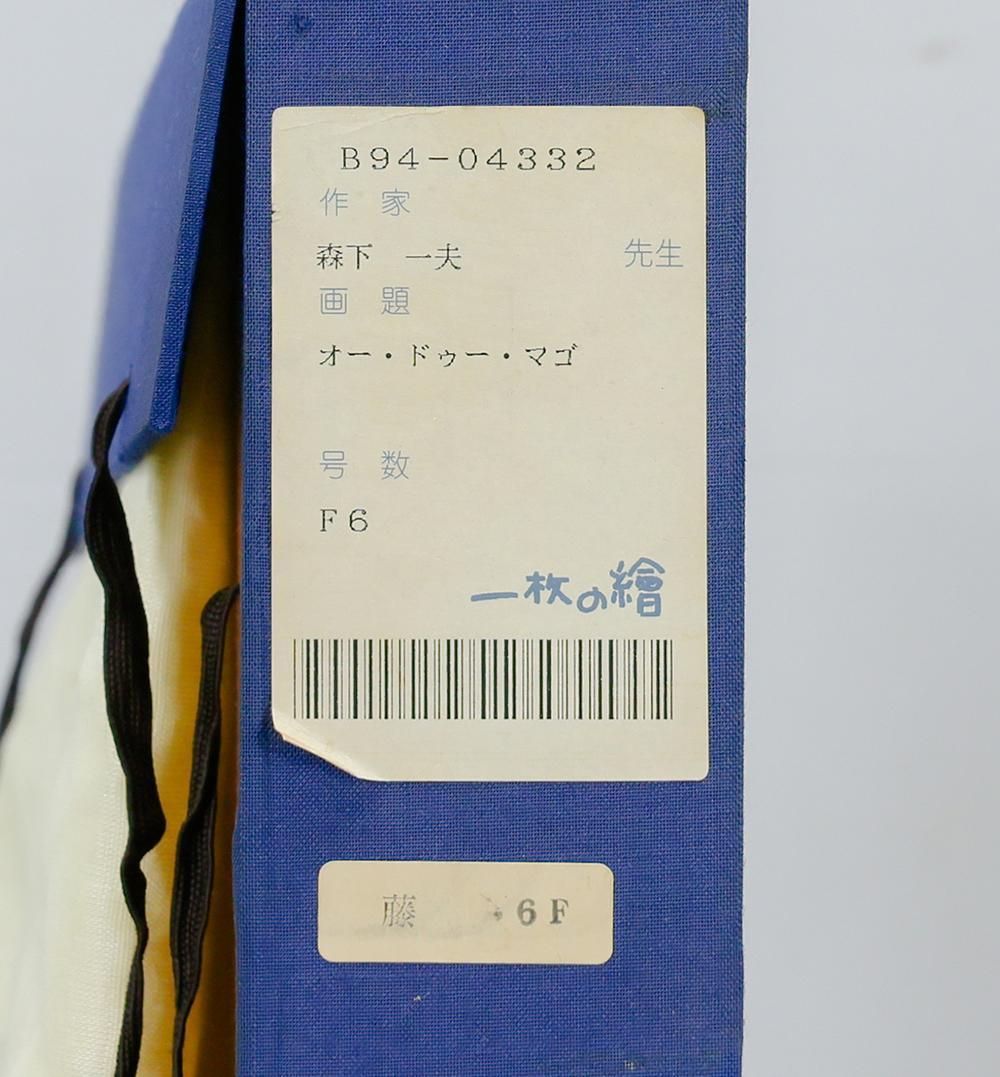 B94-04332
作 家
森下 一夫 先生
画 題
オー・ドゥー・マゴ
号 数
F6
一枚の繪
藤 6F